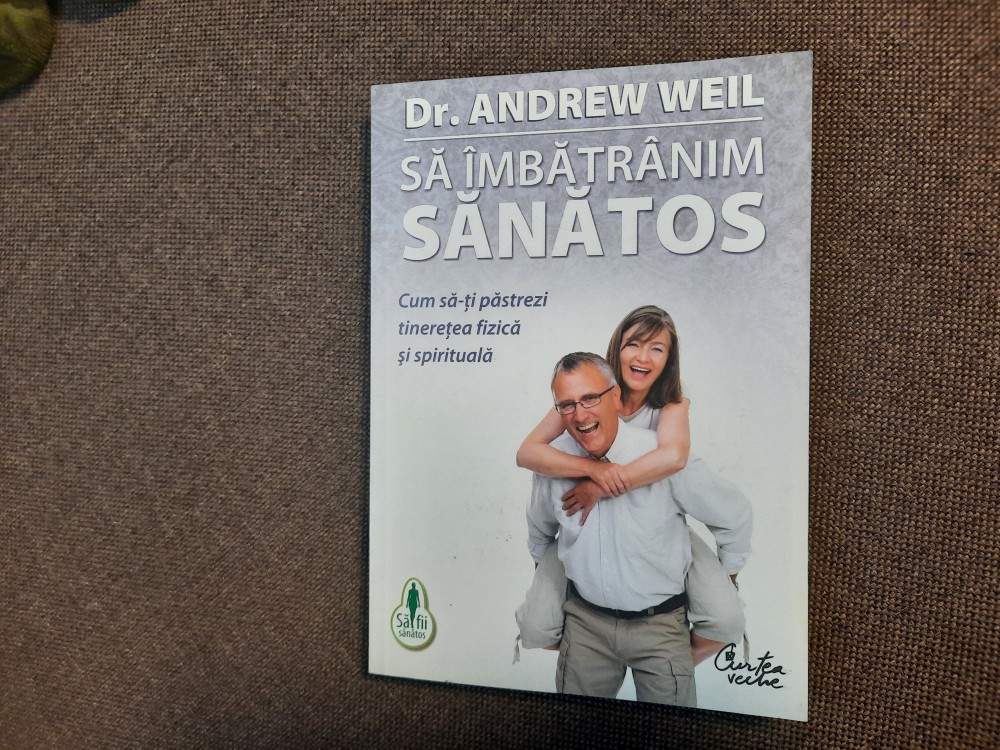 Dr. ANDREW WEIL
SĂ ÎMBĂTRÂNIM
SĂNĂTOS
Cum să-ți păstrezi
tinerețea fizică
și spirituală
Să fii
sănătos
Curtea
veche